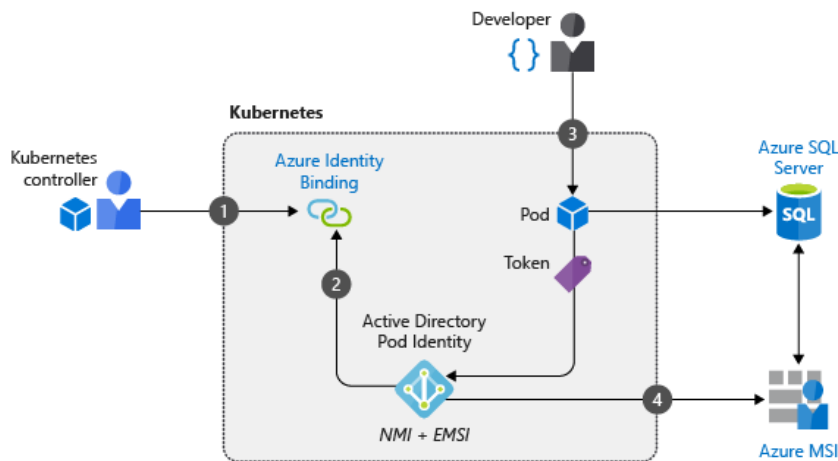 Developer
{}
Kubernetes
3
Kubernetes
controller
Azure Identity
Binding
Azure SQL
Server
1
Pod
SQL
2
Token
Active Directory
Pod Identity
4
NMI + EMSI
Azure MSI